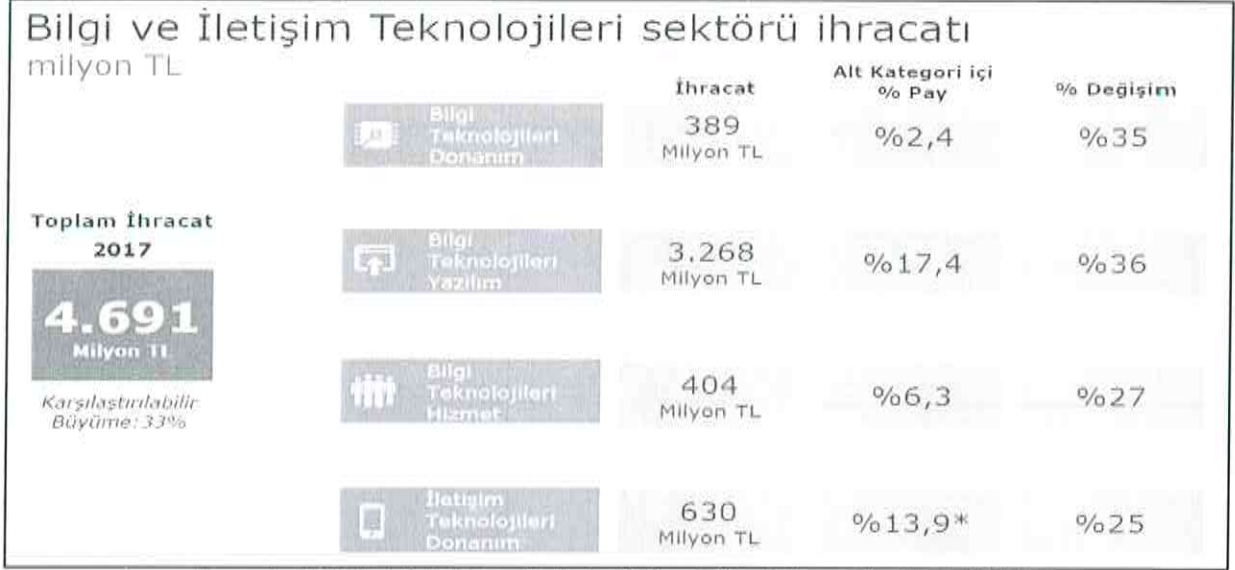 Bilgi ve İletişim Teknolojileri sektörü ihracatı
milyon TL
İhracat
Alt Kategori içi
% Pay
% Değişim
Bilgi
Teknolojileri
Donanım
389
Milyon TL
%2,4
%35
Toplam İhracat
2017
4.691
Milyon TL
Karşılaştırılabilir
Büyüme:33%
Bilgi
Teknolojileri
Yazılım
3.268
Milyon TL
%17,4
%36
Bilgi
Teknolojileri
Hizmet
404
Milyon TL
%6,3
%27
İletişim
Teknolojileri
Donanım
630
Milyon TL
%13,9*
%25